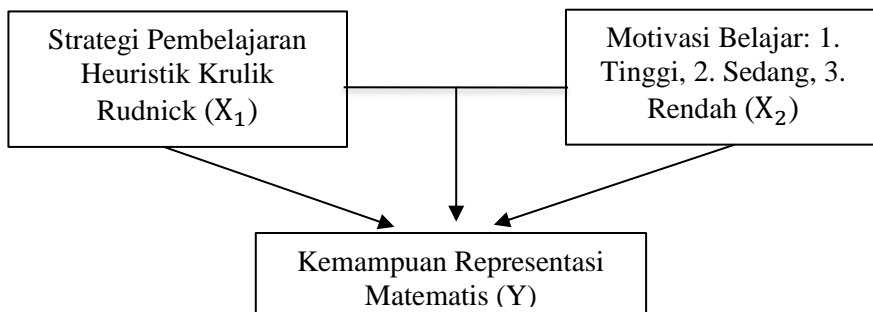 Strategi Pembelajaran
Heuristik Krulik
Rudnick (X₁)
Motivasi Belajar: 1.
Tinggi, 2. Sedang, 3.
Rendah (X₂)
Kemampuan Representasi
Matematis (Y)